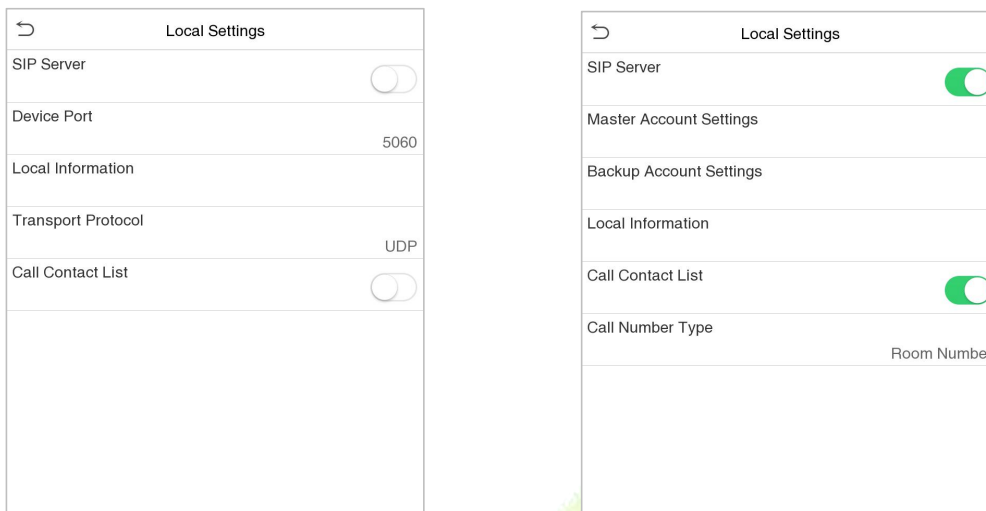 Local Settings
SIP Server
Device Port
5060
Local Information
Transport Protocol
UDP
Call Contact List
Local Settings
SIP Server
Master Account Settings
Backup Account Settings
Local Information
Call Contact List
Call Number Type
Room Numbe